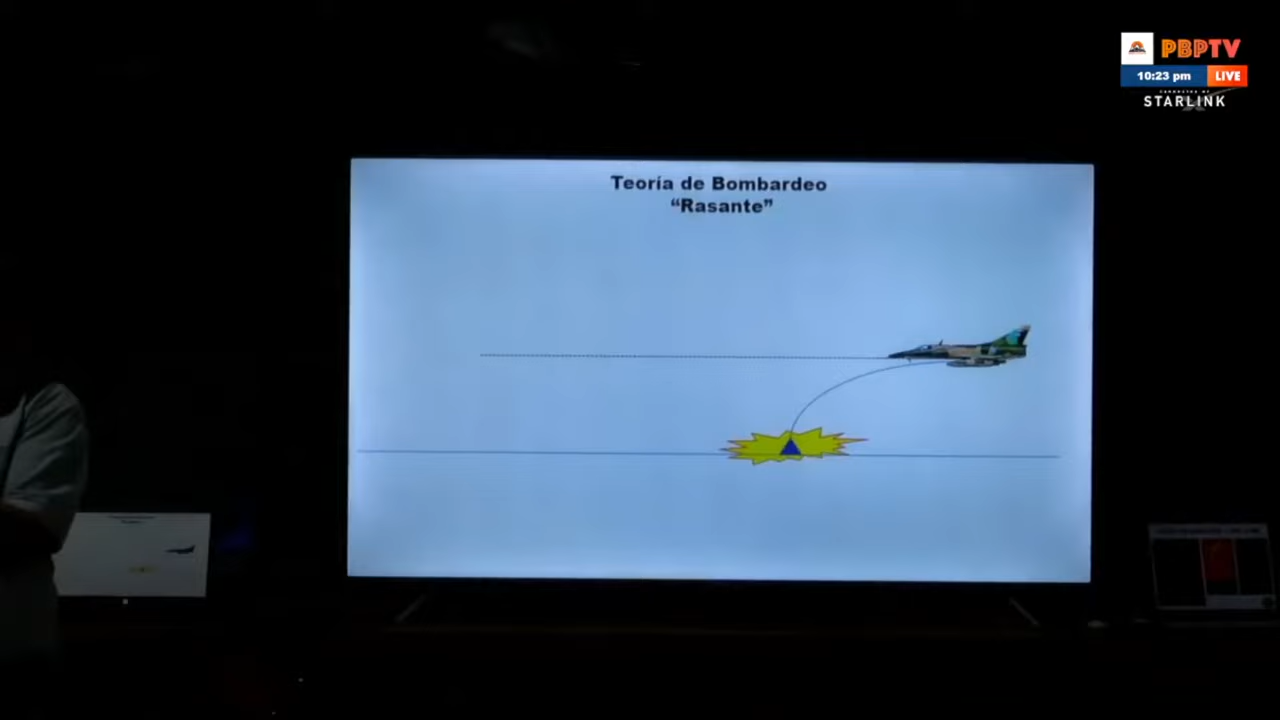 PBPTV
10:23 pm
LIVE
STARLINK
Teoría de Bombardeo
“Rasante”